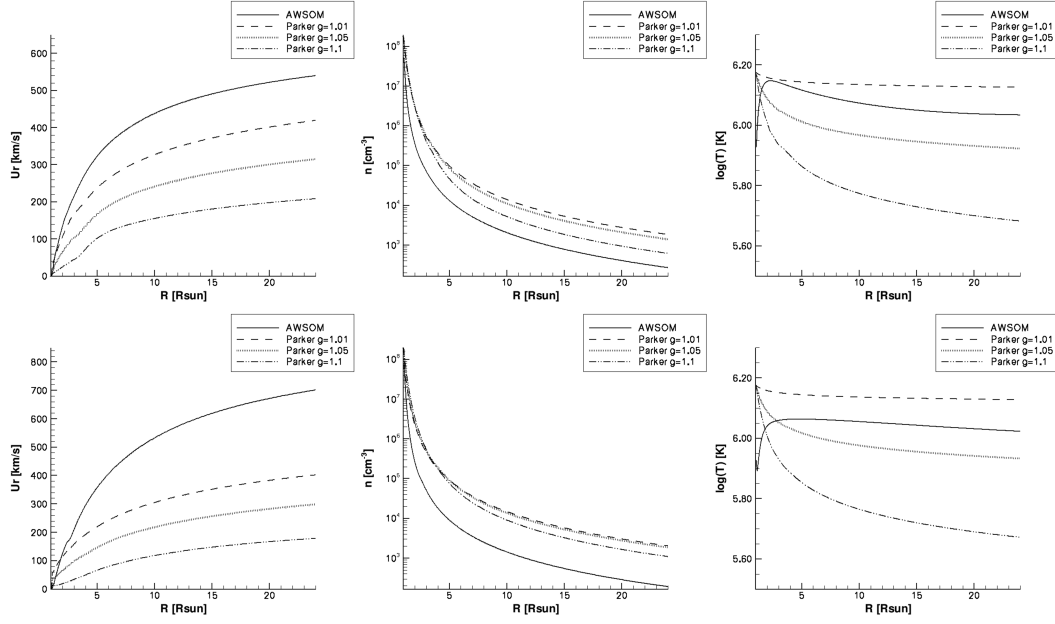 AWSOM
Parker g=1.01
Parker g=1.05
Parker g=1.1
Ur [km/s]
600
500
400
300
200
100
0
5
10
15
20
R [Rsun]
AWSOM
Parker g=1.01
Parker g=1.05
Parker g=1.1
n [cm⁻³]
10⁸
10⁷
10⁶
10⁵
10⁴
10³
5
10
15
20
R [Rsun]
AWSOM
Parker g=1.01
Parker g=1.05
Parker g=1.1
log(T) [K]
6.20
6.00
5.80
5.60
5
10
15
20
R [Rsun]
AWSOM
Parker g=1.01
Parker g=1.05
Parker g=1.1
Ur [km/s]
800
700
600
500
400
300
200
100
0
5
10
15
20
R [Rsun]
AWSOM
Parker g=1.01
Parker g=1.05
Parker g=1.1
n [cm⁻³]
10⁸
10⁷
10⁶
10⁵
10⁴
10³
5
10
15
20
R [Rsun]
AWSOM
Parker g=1.01
Parker g=1.05
Parker g=1.1
log(T) [K]
6.20
6.00
5.80
5.60
5
10
15
20
R [Rsun]